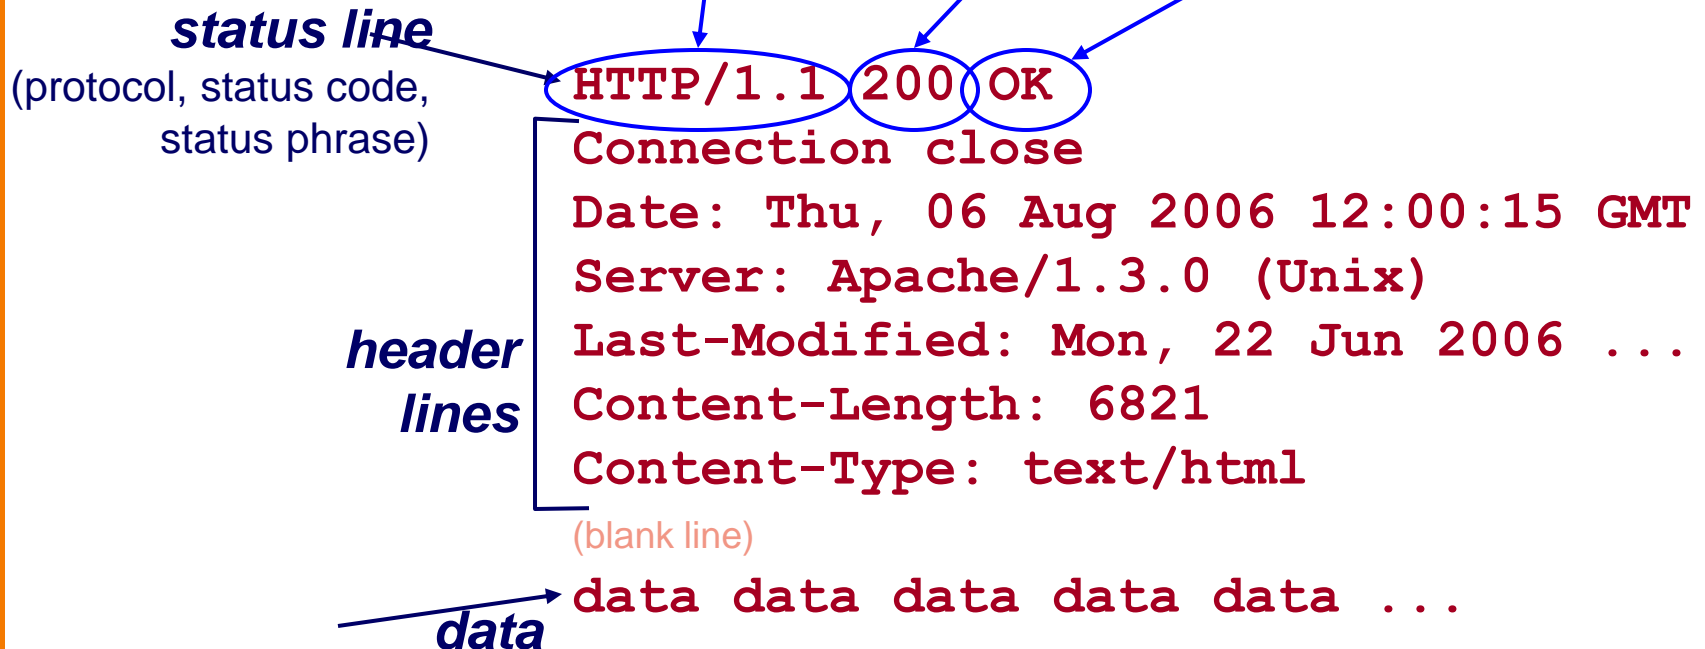 status line
(protocol, status code,
status phrase)
HTTP/1.1 200 OK
Connection close
Date: Thu, 06 Aug 2006 12:00:15 GMT
Server: Apache/1.3.0 (Unix)
Last-Modified: Mon, 22 Jun 2006 ...
Content-Length: 6821
Content-Type: text/html
header
lines
(blank line)
data data data data data ...
data